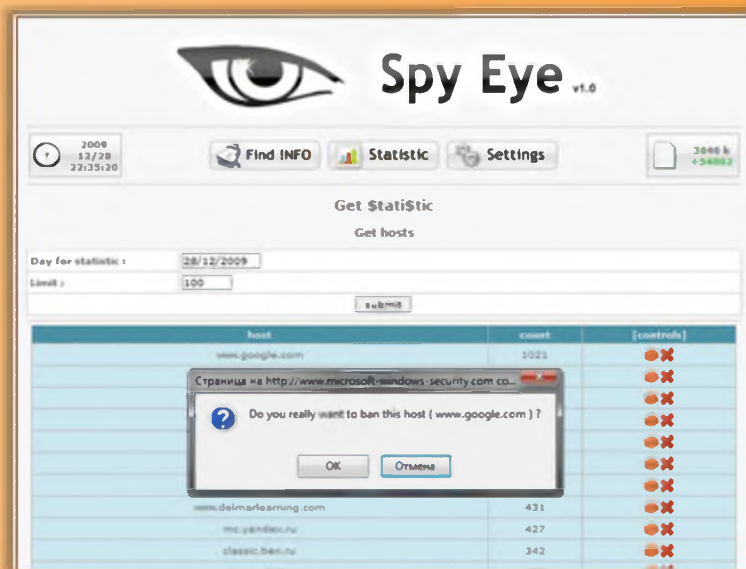 Spy Eye v1.0
2009
12/28
22:35:20
Find INFO
Statistic
Settings
3646 k
+54882
Get $tati$tic
Get hosts
Day for statistic : 28/12/2009
Limit : 100
submit
host count [controls]
www.google.com 1021
Страница на http://www.microsoft-windows-security.com со...
Do you really want to ban this host ( www.google.com ) ?
OK Отмена
www.delmarlearning.com 431
mc.yandex.ru 427
classic.ben.ru 342